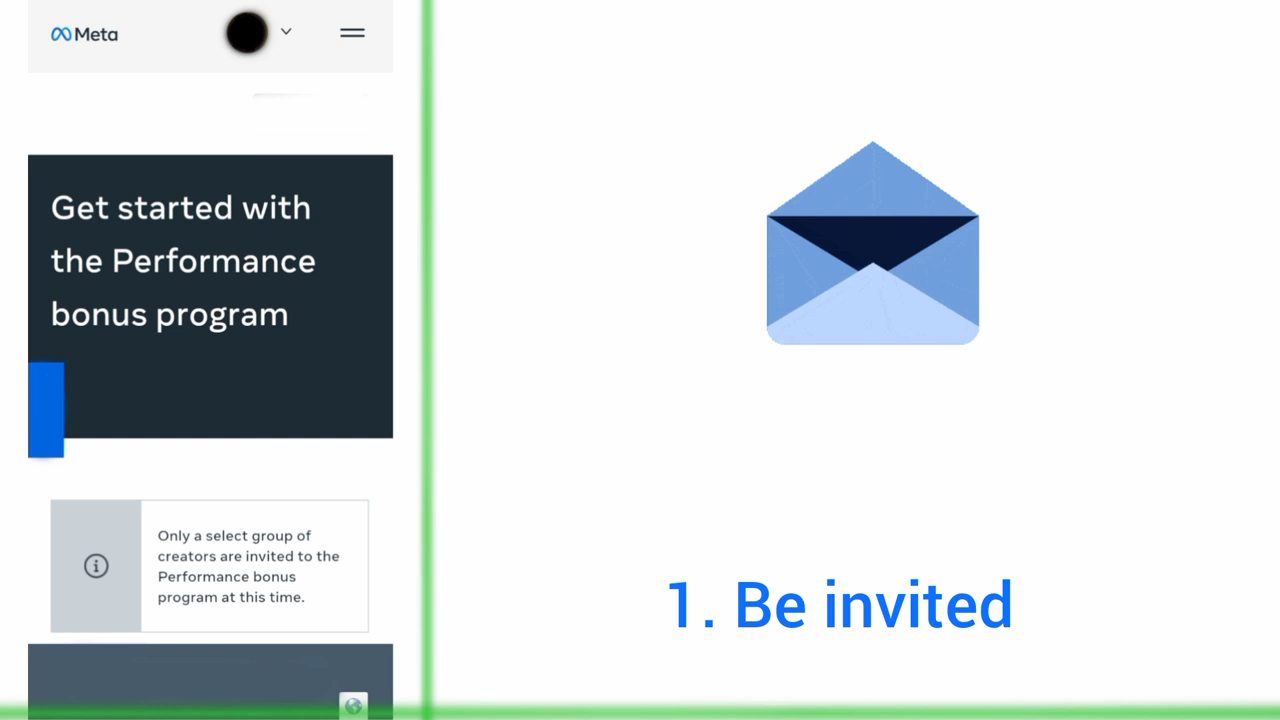 Meta
Get started with
the Performance
bonus program
Only a select group of
creators are invited to the
Performance bonus
program at this time.
1. Be invited